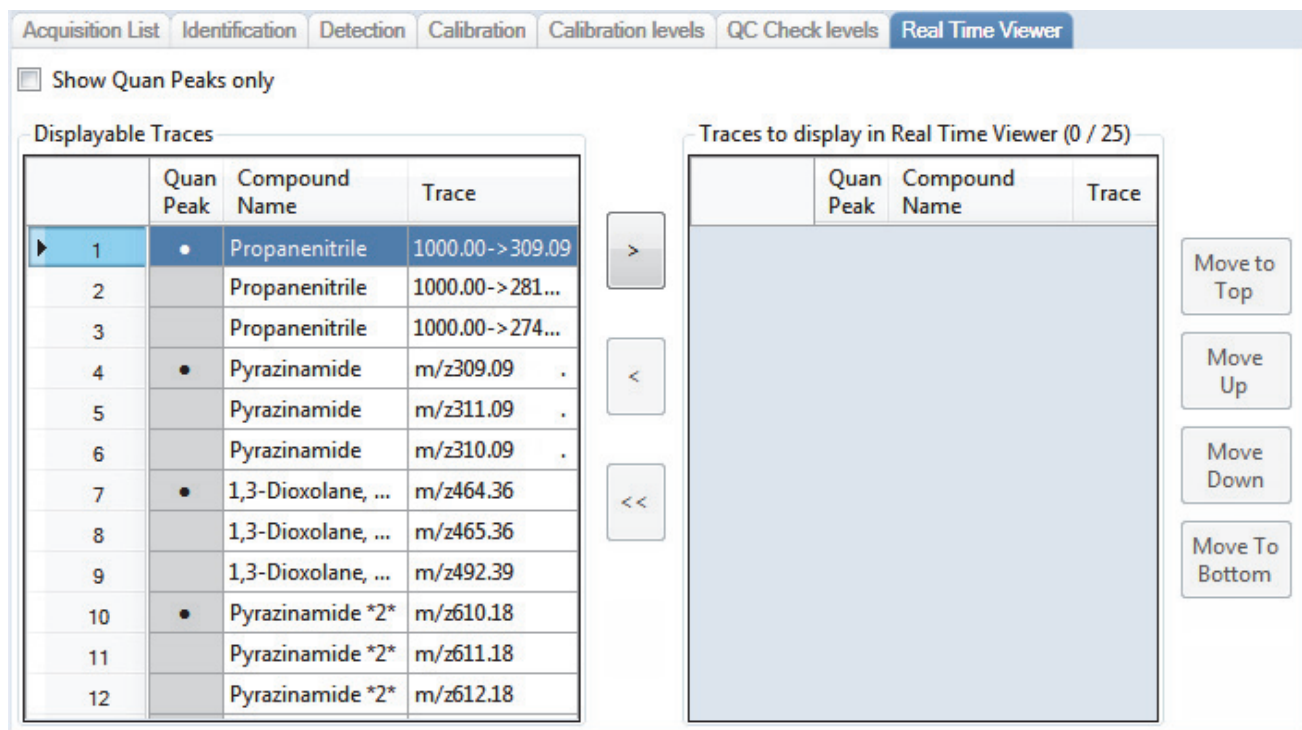 Acquisition List Identification Detection Calibration Calibration levels QC Check levels Real Time Viewer
Show Quan Peaks only
Displayable Traces
Quan Peak Compound Name Trace
1 • Propanenitrile 1000.00->309.09
2 Propanenitrile 1000.00->281...
3 Propanenitrile 1000.00->274...
4 • Pyrazinamide m/z309.09 .
5 Pyrazinamide m/z311.09 .
6 Pyrazinamide m/z310.09 .
7 • 1,3-Dioxolane, ... m/z464.36
8 1,3-Dioxolane, ... m/z465.36
9 1,3-Dioxolane, ... m/z492.39
10 • Pyrazinamide *2* m/z610.18
11 Pyrazinamide *2* m/z611.18
12 Pyrazinamide *2* m/z612.18
>
<
<<
Traces to display in Real Time Viewer (0 / 25)
Quan Peak Compound Name Trace
Move to
Top
Move
Up
Move
Down
Move To
Bottom